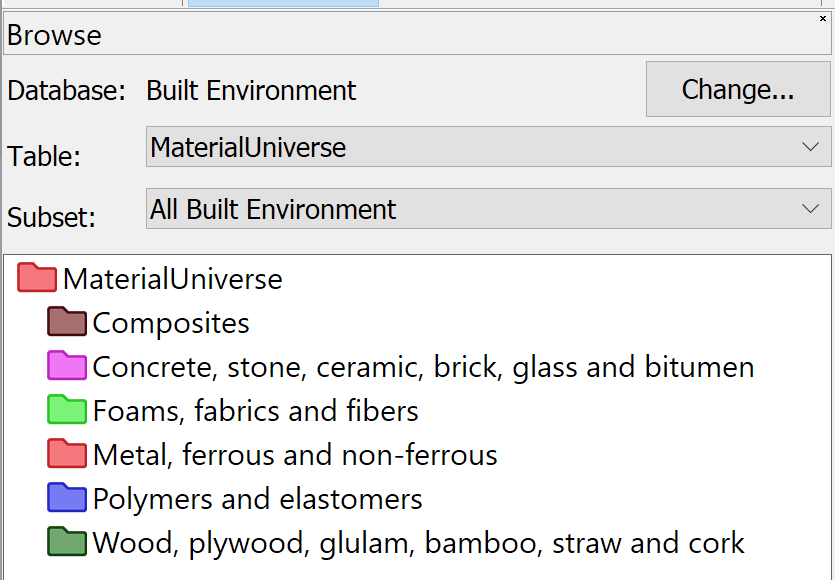 Browse
Database: Built Environment Change...
Table: MaterialUniverse
Subset: All Built Environment
MaterialUniverse
Composites
Concrete, stone, ceramic, brick, glass and bitumen
Foams, fabrics and fibers
Metal, ferrous and non-ferrous
Polymers and elastomers
Wood, plywood, glulam, bamboo, straw and cork